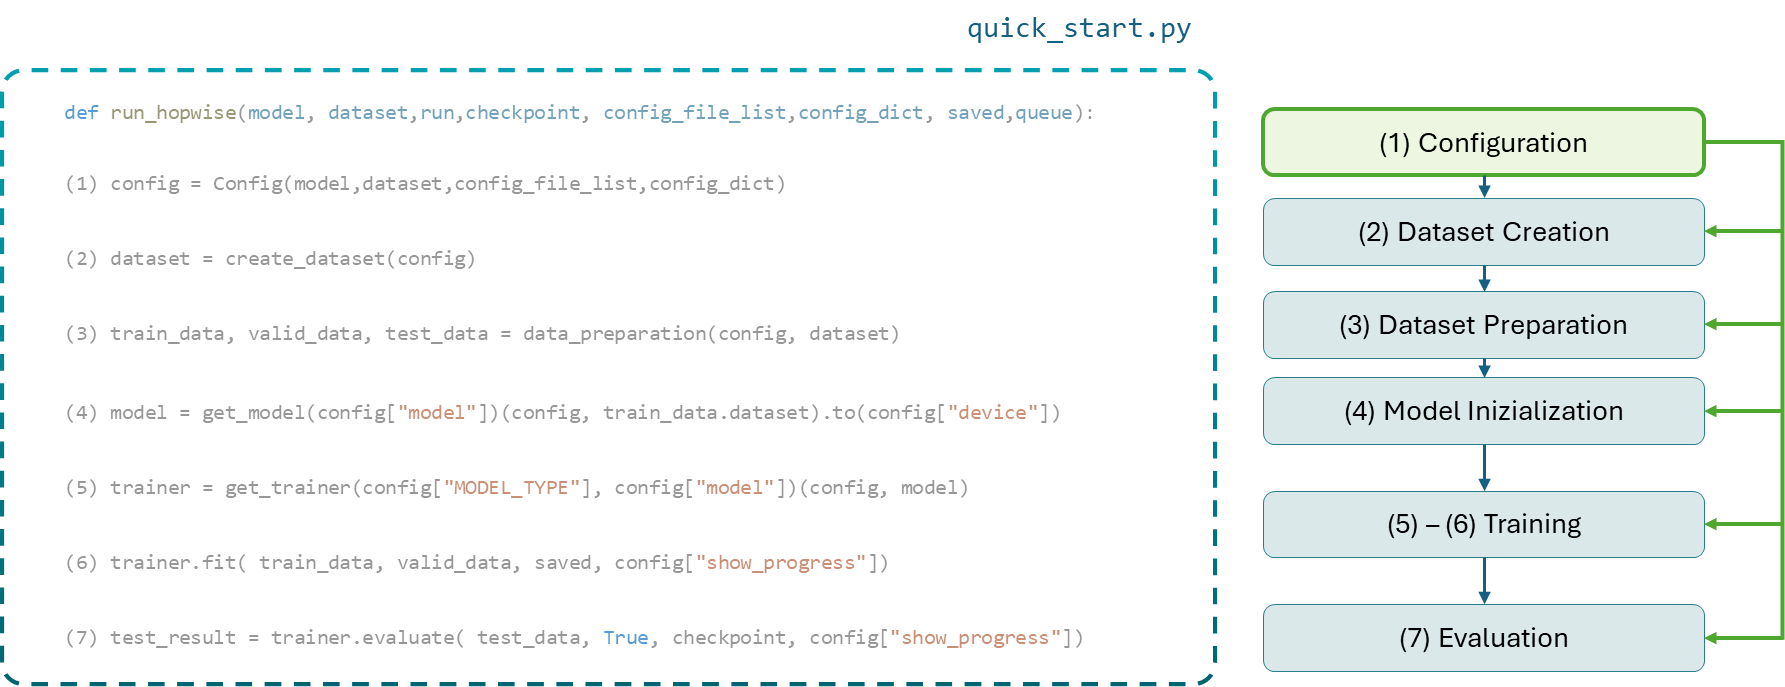 quick_start.py
def run_hopwise(model, dataset,run,checkpoint, config_file_list,config_dict, saved,queue):
(1) config = Config(model,dataset,config_file_list,config_dict)
(2) dataset = create_dataset(config)
(3) train_data, valid_data, test_data = data_preparation(config, dataset)
(4) model = get_model(config["model"])(config, train_data.dataset).to(config["device"])
(5) trainer = get_trainer(config["MODEL_TYPE"], config["model"])(config, model)
(6) trainer.fit( train_data, valid_data, saved, config["show_progress"])
(7) test_result = trainer.evaluate( test_data, True, checkpoint, config["show_progress"])
(1) Configuration
(2) Dataset Creation
(3) Dataset Preparation
(4) Model Inizialization
(5) – (6) Training
(7) Evaluation